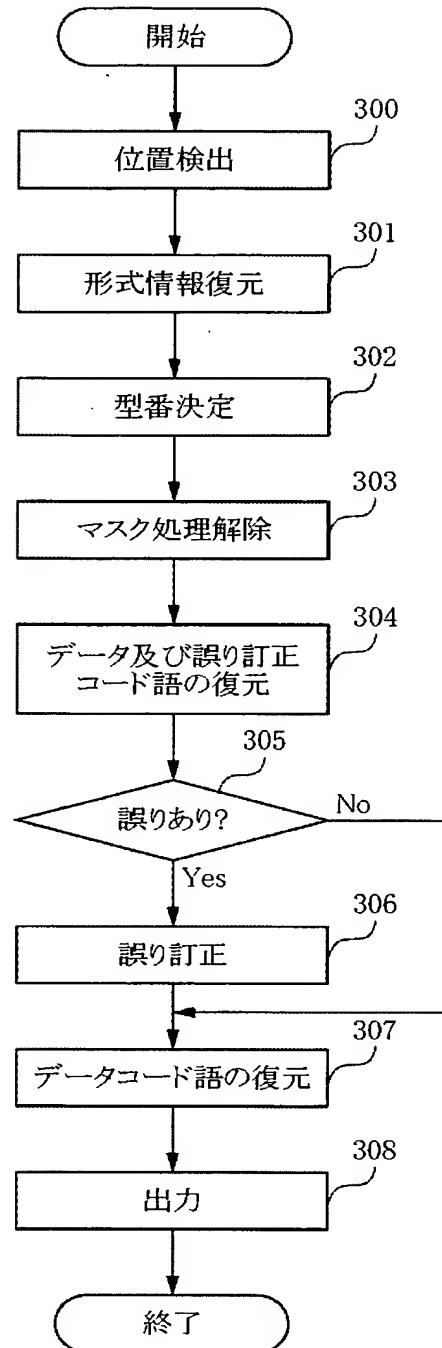 開始
300
位置検出
301
形式情報復元
302
型番決定
303
マスク処理解除
304
データ及び誤り訂正
コード語の復元
305
誤りあり?
No
Yes
306
誤り訂正
307
データコード語の復元
308
出力
終了